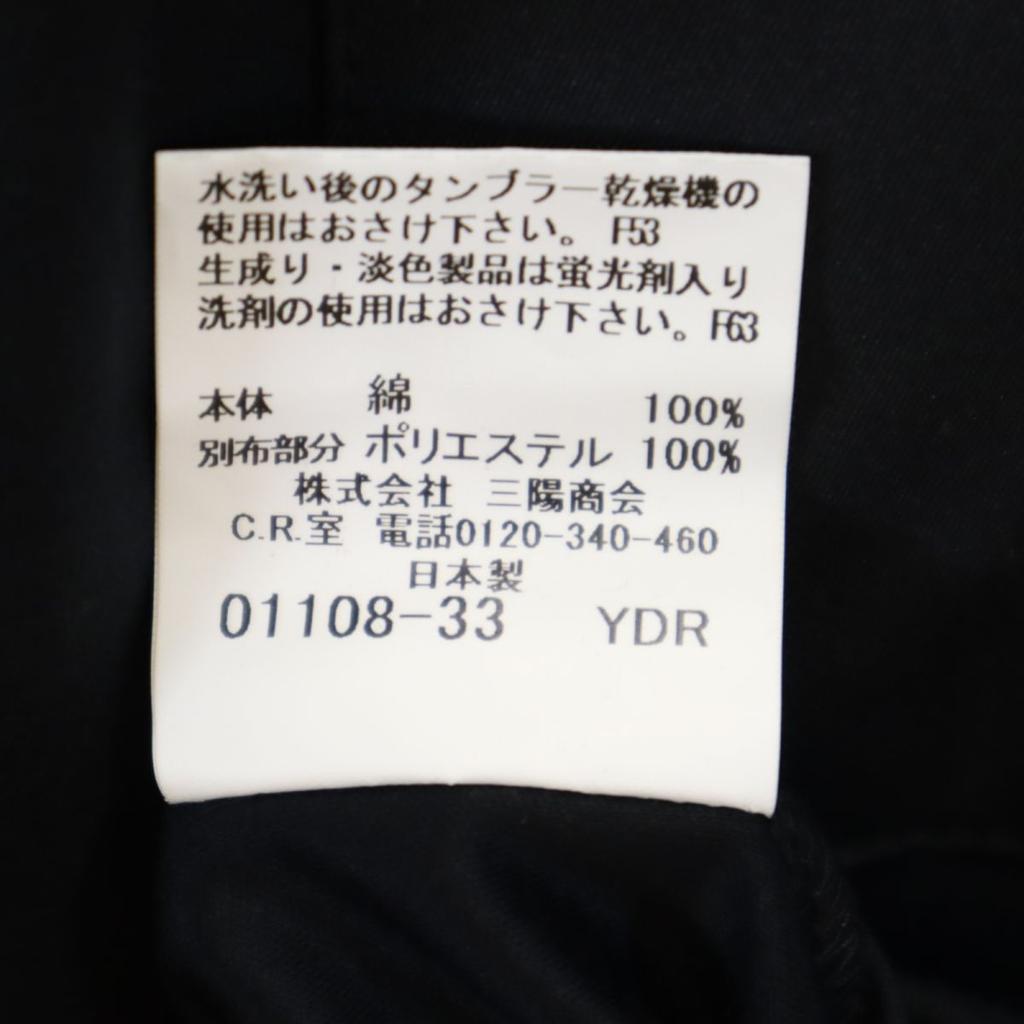 水洗い後のタンブラー乾燥機の
使用はおさけ下さい。 F53
生成り・淡色製品は蛍光剤入り
洗剤の使用はおさけ下さい。F63
本体 綿 100%
別布部分 ポリエステル 100%
株式会社 三陽商会
C.R.室 電話0120-340-460
日本製
01108-33 YDR